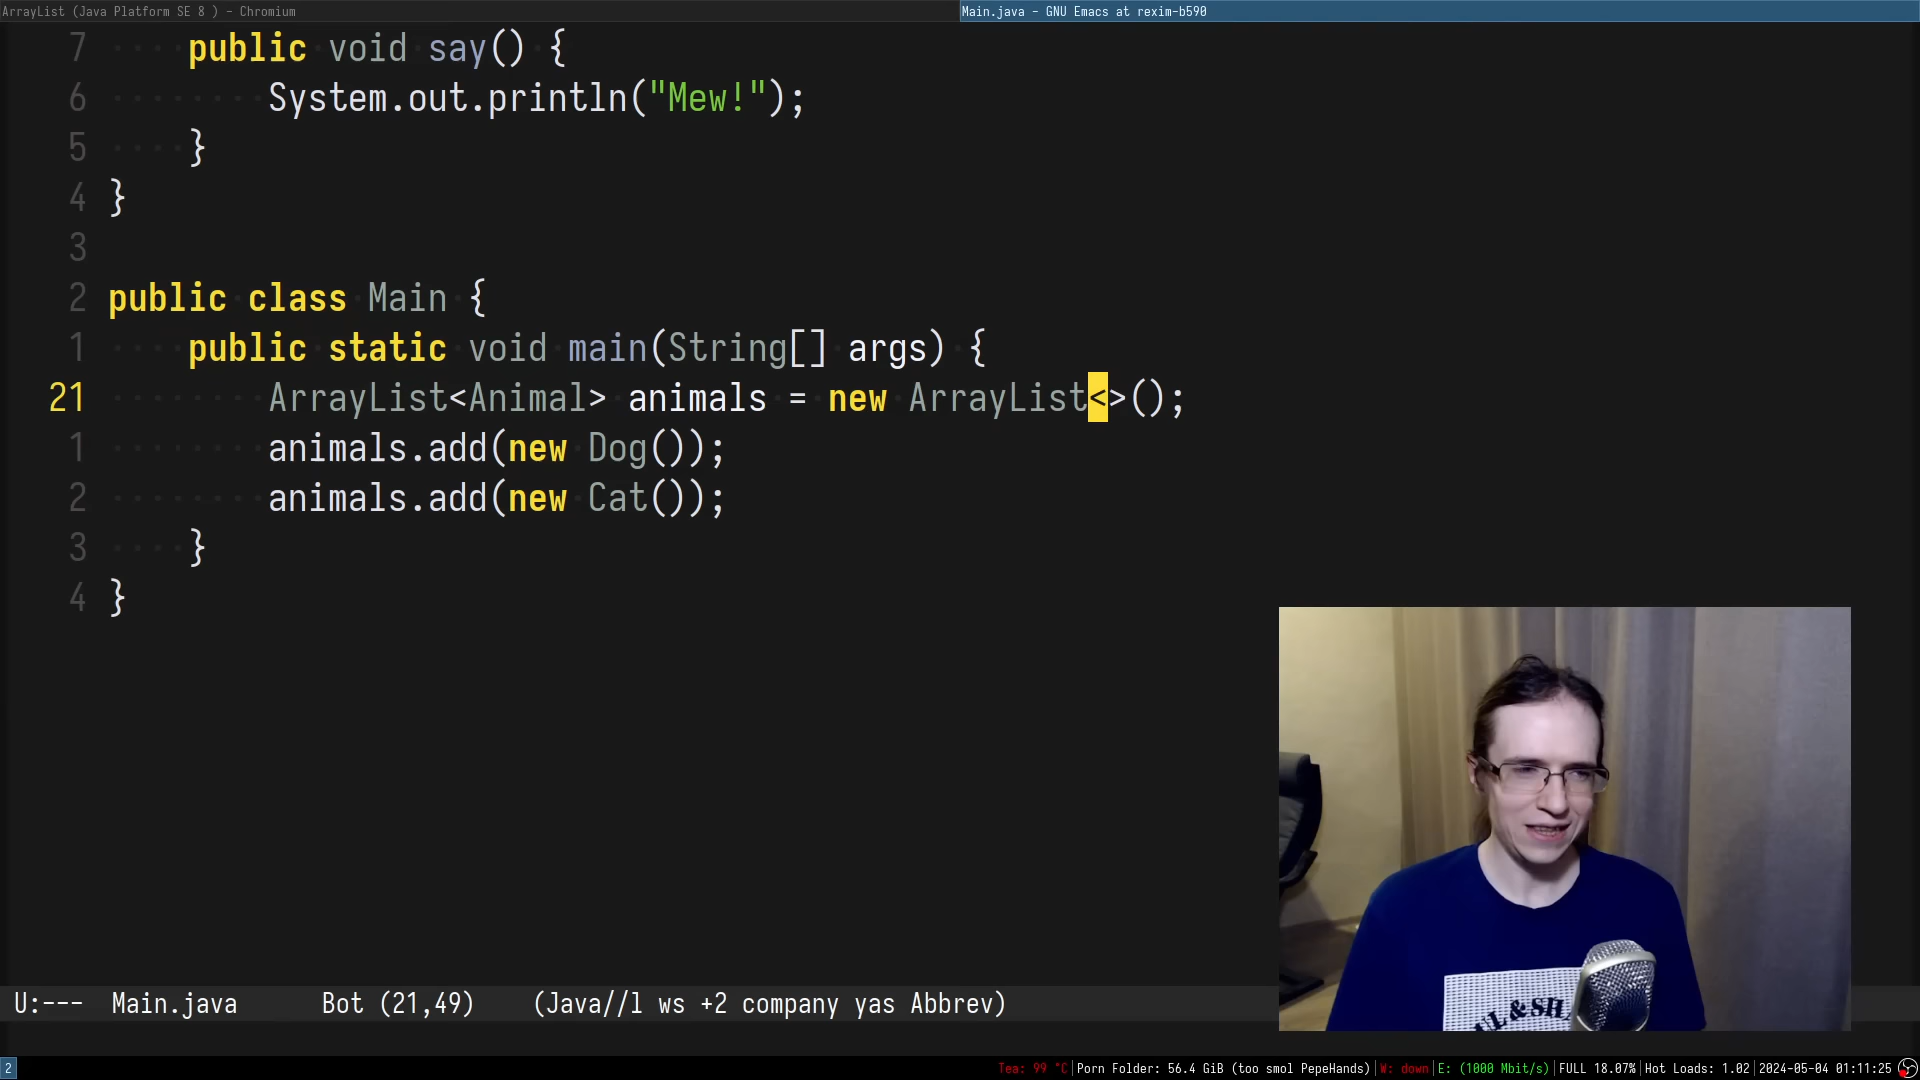 ArrayList (Java Platform SE 8 ) - Chromium
Main.java - GNU Emacs at rexim-b590
7 public void say() {
6 System.out.println("Mew!");
5 }
4 }
3
2 public class Main {
1 public static void main(String[] args) {
21 ArrayList<Animal> animals = new ArrayList<>();
1 animals.add(new Dog());
2 animals.add(new Cat());
3 }
4 }
U:--- Main.java Bot (21,49) (Java//l ws +2 company yas Abbrev)
2 Tea: 99 °C|Porn Folder: 56.4 GiB (too smol PepeHands)|W: down|E: (1000 Mbit/s)|FULL 18.07%|Hot Loads: 1.02|2024-05-04 01:11:25